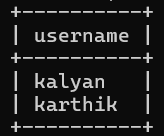 +----------+
| username |
+----------+
| kalyan   |
| karthik  |
+----------+